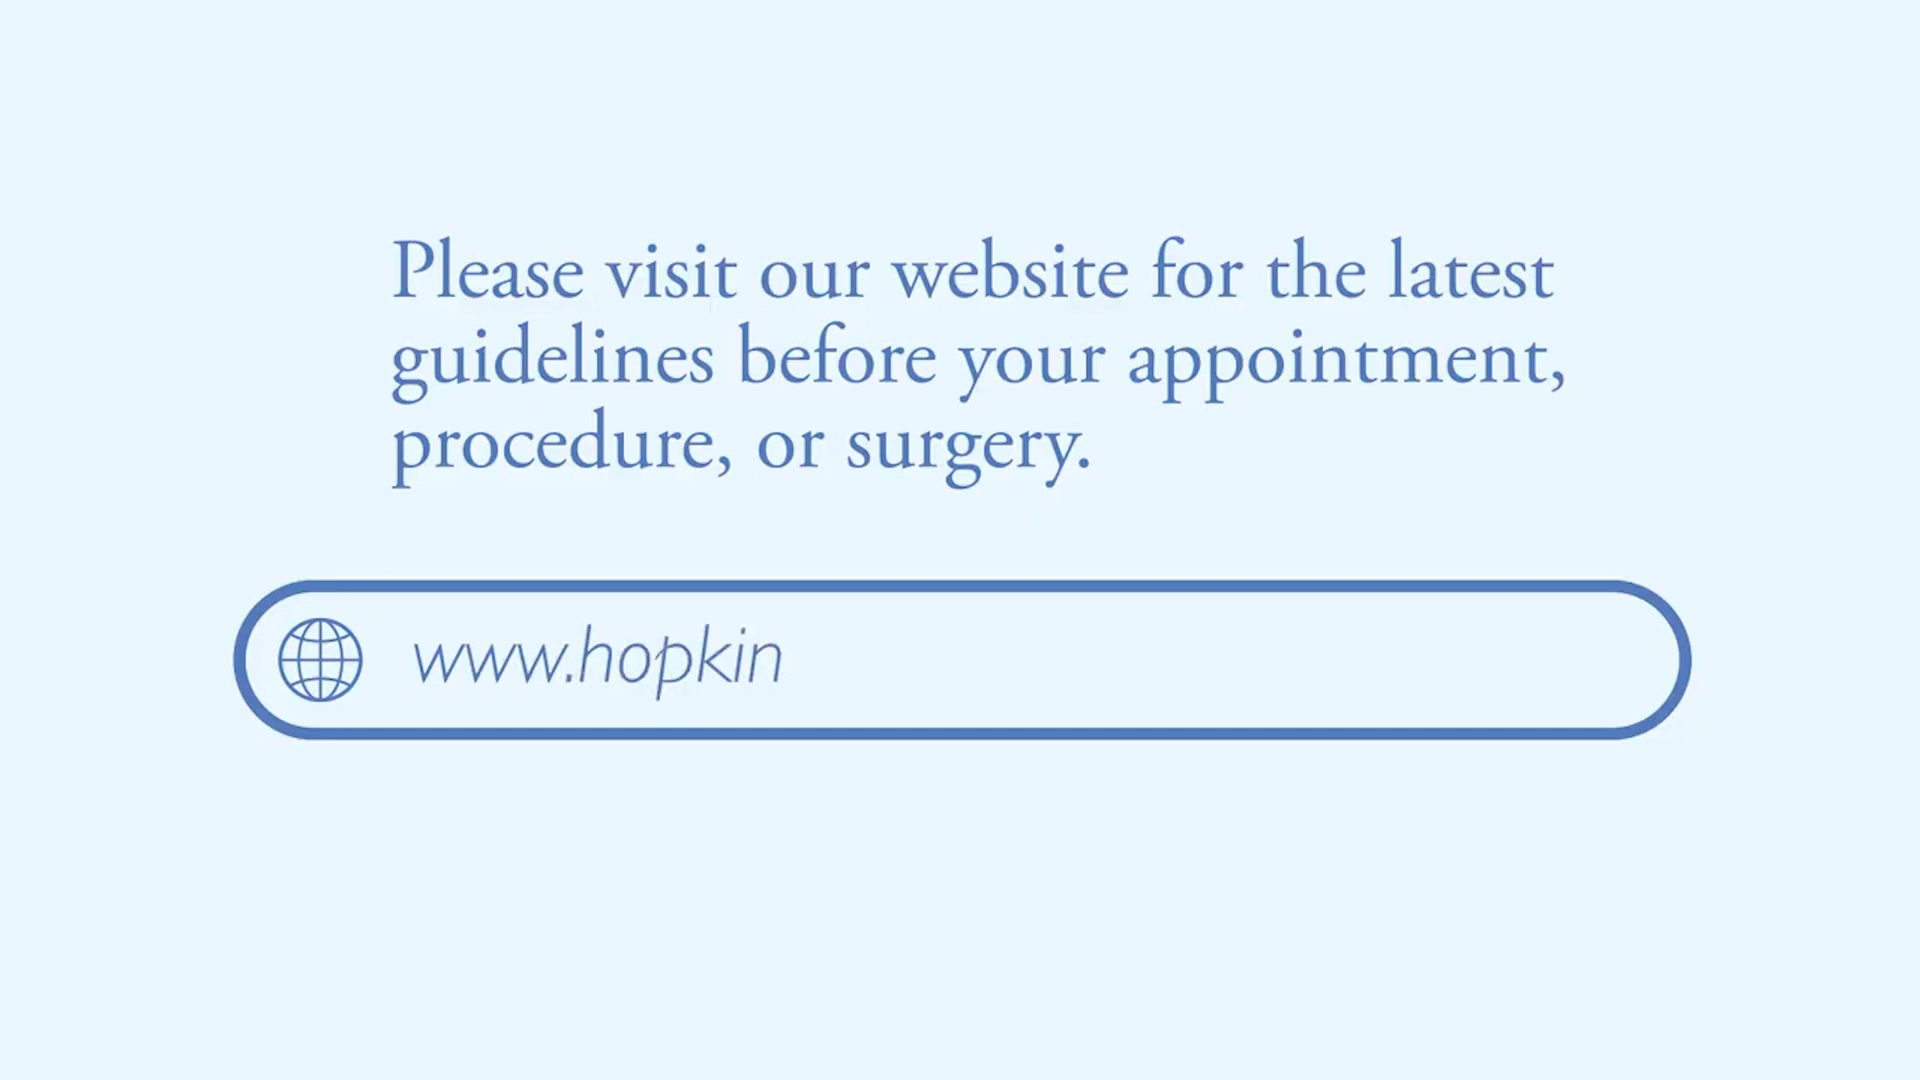 Please visit our website for the latest
guidelines before your appointment,
procedure, or surgery.
www.hopkin